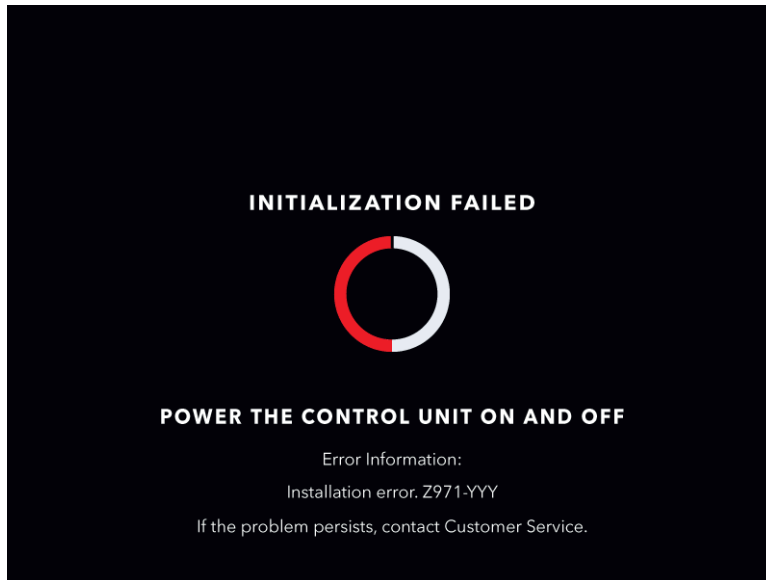 INITIALIZATION FAILED
POWER THE CONTROL UNIT ON AND OFF
Error Information:
Installation error. Z971-YYY
If the problem persists, contact Customer Service.